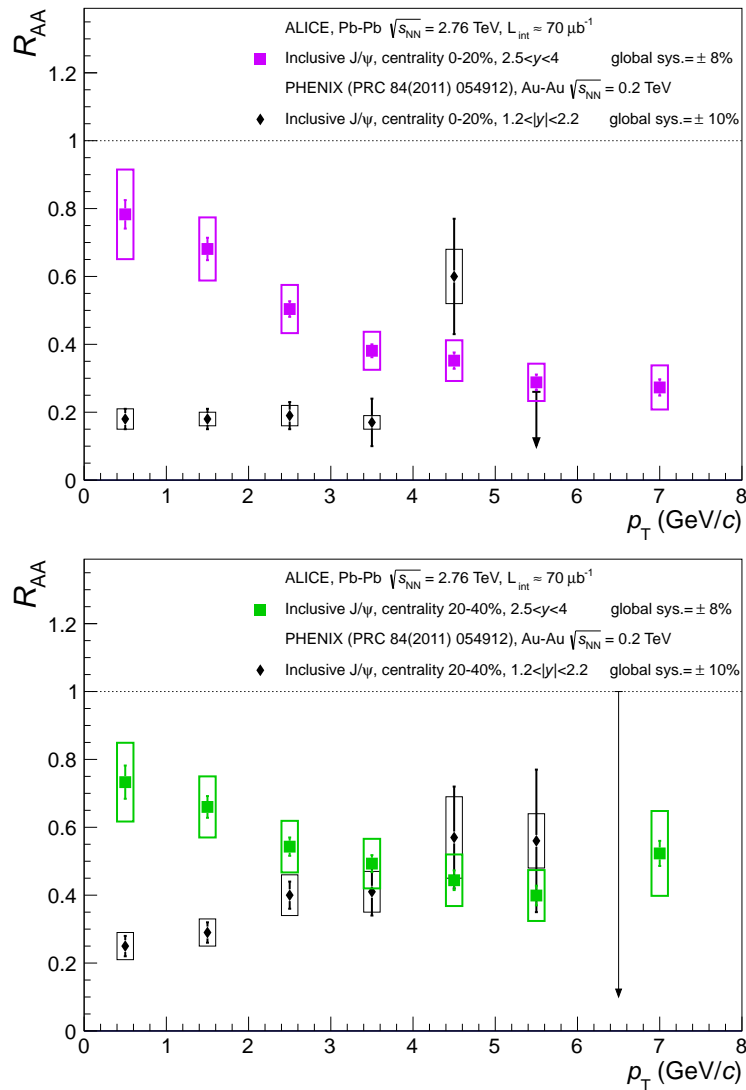 R_AA
ALICE, Pb-Pb √s_NN = 2.76 TeV, L_int ≈ 70 μb⁻¹
Inclusive J/ψ, centrality 0-20%, 2.5<y<4 global sys.= ± 8%
PHENIX (PRC 84(2011) 054912), Au-Au √s_NN = 0.2 TeV
Inclusive J/ψ, centrality 0-20%, 1.2<|y|<2.2 global sys.= ± 10%
1.2
1
0.8
0.6
0.4
0.2
0
0 1 2 3 4 5 6 7 8
p_T (GeV/c)
R_AA
ALICE, Pb-Pb √s_NN = 2.76 TeV, L_int ≈ 70 μb⁻¹
Inclusive J/ψ, centrality 20-40%, 2.5<y<4 global sys.= ± 8%
PHENIX (PRC 84(2011) 054912), Au-Au √s_NN = 0.2 TeV
Inclusive J/ψ, centrality 20-40%, 1.2<|y|<2.2 global sys.= ± 10%
1.2
1
0.8
0.6
0.4
0.2
0
0 1 2 3 4 5 6 7 8
p_T (GeV/c)